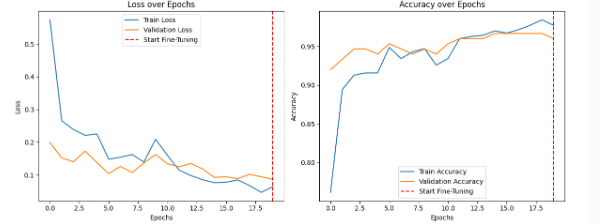 Loss over Epochs
Train Loss
Validation Loss
Start Fine-Tuning
Loss
0.5
0.4
0.3
0.2
0.1
0.0 2.5 5.0 7.5 10.0 12.5 15.0 17.5
Epochs
Accuracy over Epochs
Accuracy
0.95
0.90
0.85
0.80
Train Accuracy
Validation Accuracy
Start Fine-Tuning
0.0 2.5 5.0 7.5 10.0 12.5 15.0 17.5
Epochs